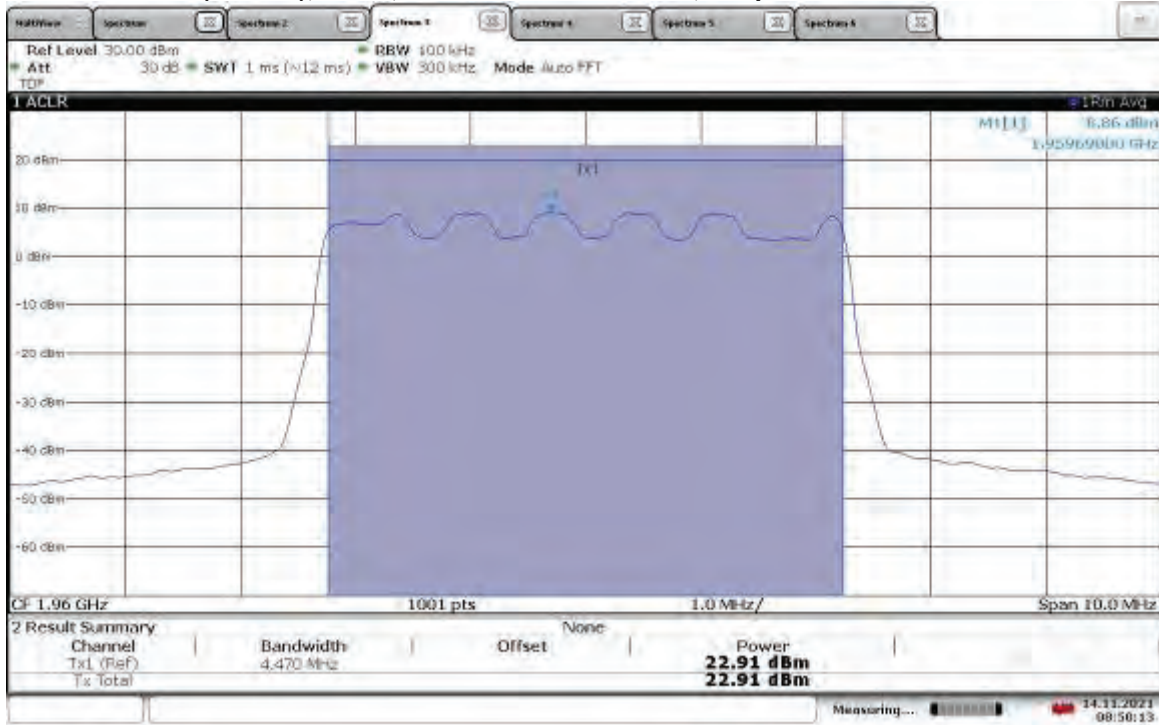 MultiView Spectrum Spectrum 2 Spectrum 3 Spectrum 4 Spectrum 5 Spectrum 6
Ref Level 30.00 dBm RBW 100 kHz
Att 30 dB SWT 1 ms (~12 ms) VBW 300 kHz Mode Auto FFT
TDF
1 ACLR 1Rm Avg
M1[1] 8.86 dBm
1.95969000 GHz
Tx1
20 dBm
10 dBm
0 dBm
-10 dBm
-20 dBm
-30 dBm
-40 dBm
-50 dBm
-60 dBm
CF 1.96 GHz 1001 pts 1.0 MHz/ Span 10.0 MHz
2 Result Summary None
Channel Bandwidth Offset Power
Tx1 (Ref) 4.470 MHz 22.91 dBm
Tx Total 22.91 dBm
Measuring... 14.11.2021
08:50:13